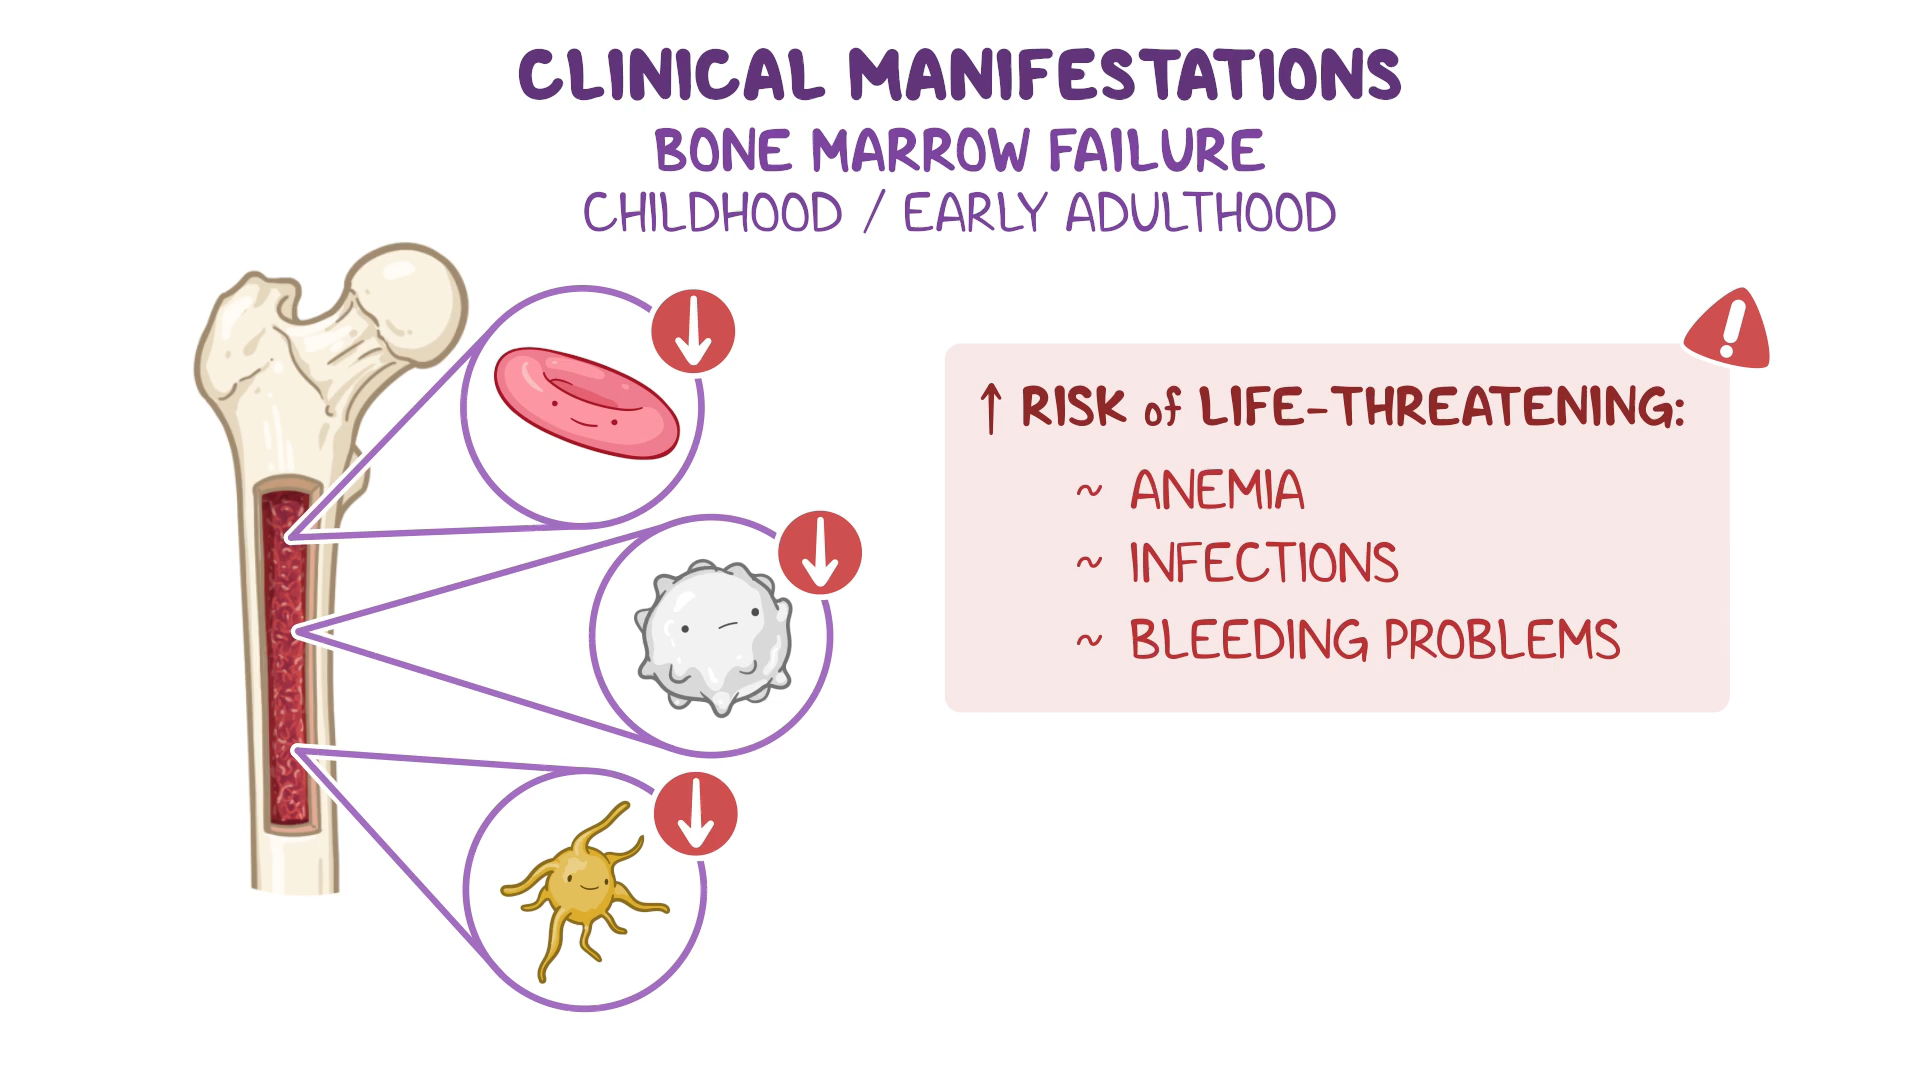 CLINICAL MANIFESTATIONS
BONE MARROW FAILURE
CHILDHOOD / EARLY ADULTHOOD
↑ RISK of LIFE-THREATENING:
~ ANEMIA
~ INFECTIONS
~ BLEEDING PROBLEMS